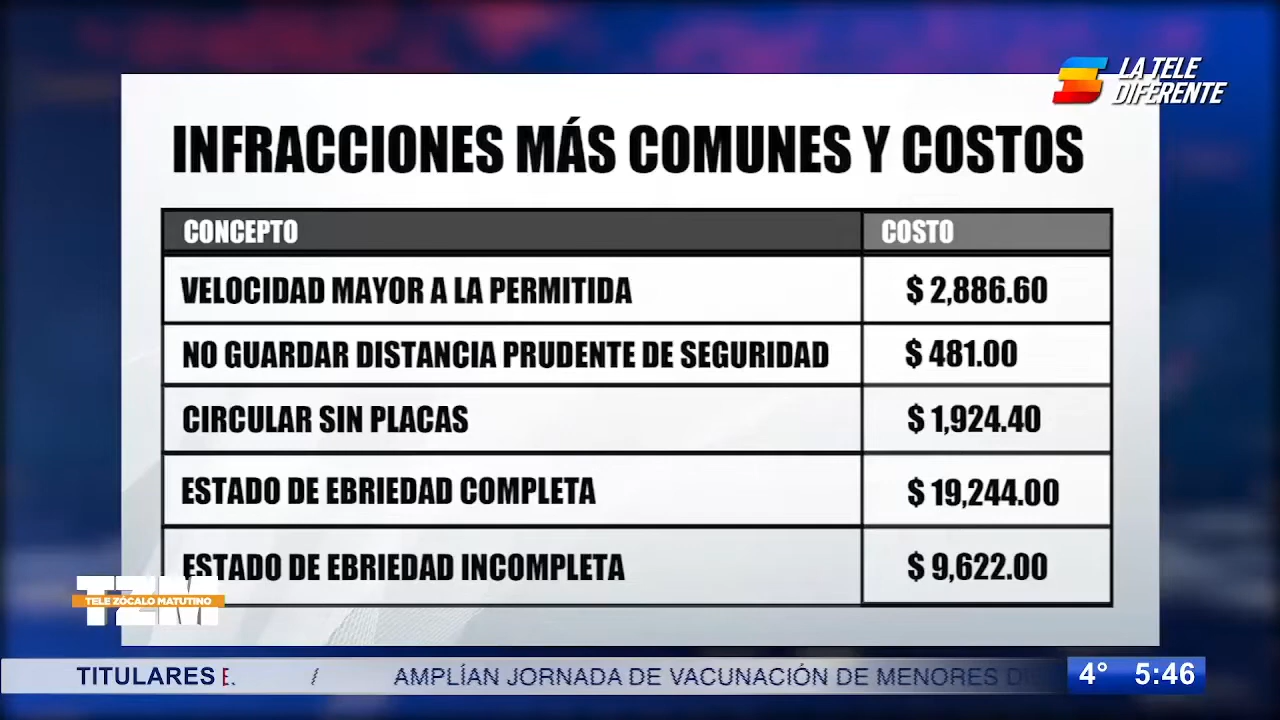 LA TELE
DIFERENTE
INFRACCIONES MÁS COMUNES Y COSTOS
CONCEPTO COSTO
VELOCIDAD MAYOR A LA PERMITIDA $ 2,886.60
NO GUARDAR DISTANCIA PRUDENTE DE SEGURIDAD $ 481.00
CIRCULAR SIN PLACAS $ 1,924.40
ESTADO DE EBRIEDAD COMPLETA $ 19,244.00
ESTADO DE EBRIEDAD INCOMPLETA $ 9,622.00
TZM
TELE ZÓCALO MATUTINO
TITULARES / AMPLÍAN JORNADA DE VACUNACIÓN DE MENORES 4° 5:46